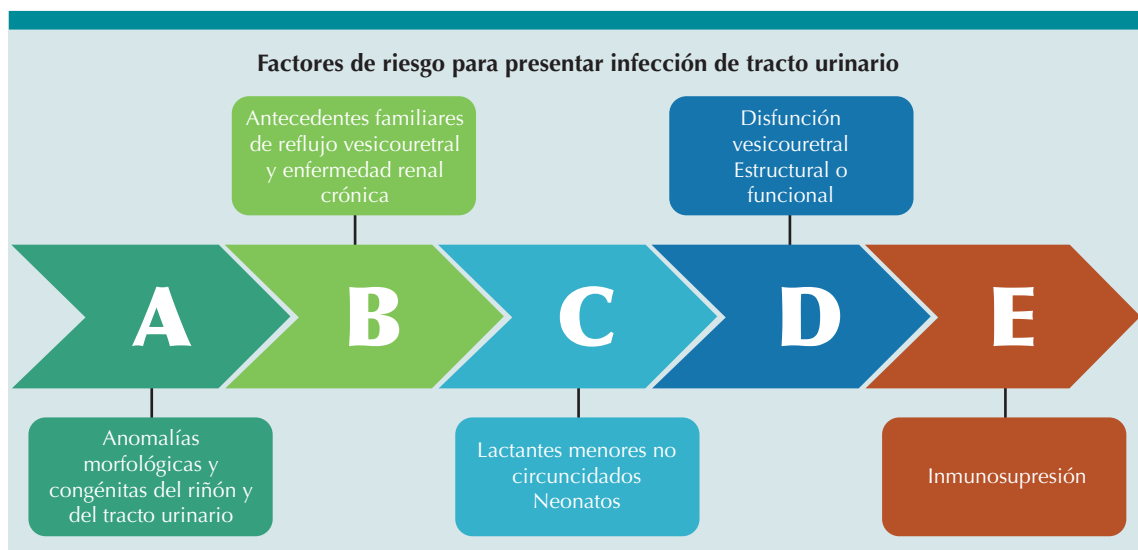 Factores de riesgo para presentar infección de tracto urinario
Antecedentes familiares
de reflujo vesicouretral
y enfermedad renal
crónica
Disfunción
vesicouretral
Estructural o
funcional
A
B
C
D
E
Anomalías
morfológicas y
congénitas del riñón y
del tracto urinario
Lactantes menores no
circuncidados
Neonatos
Inmunosupresión